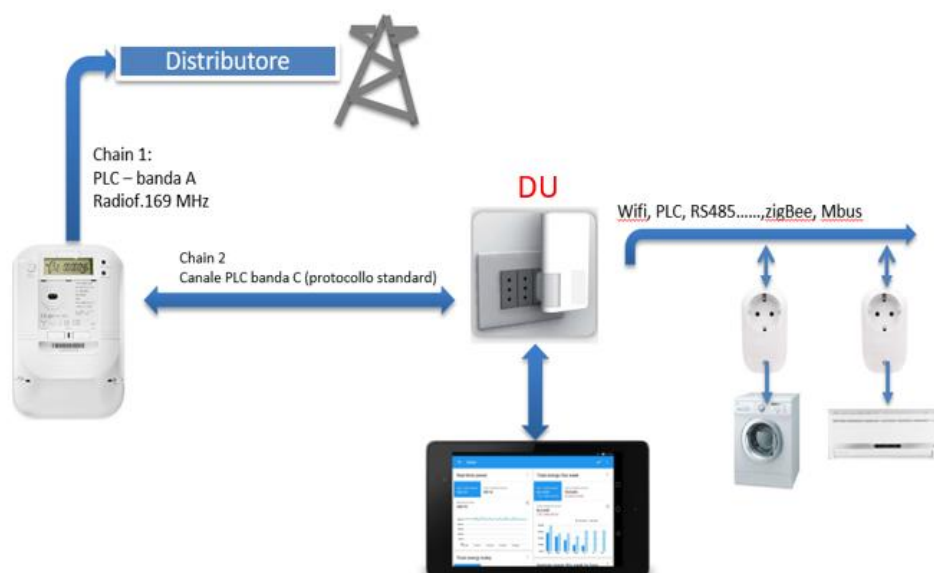 Distributore
Chain 1:
PLC – banda A
Radiof.169 MHz
DU
Wifi, PLC, RS485……,zigBee, Mbus
Chain 2
Canale PLC banda C (protocollo standard)